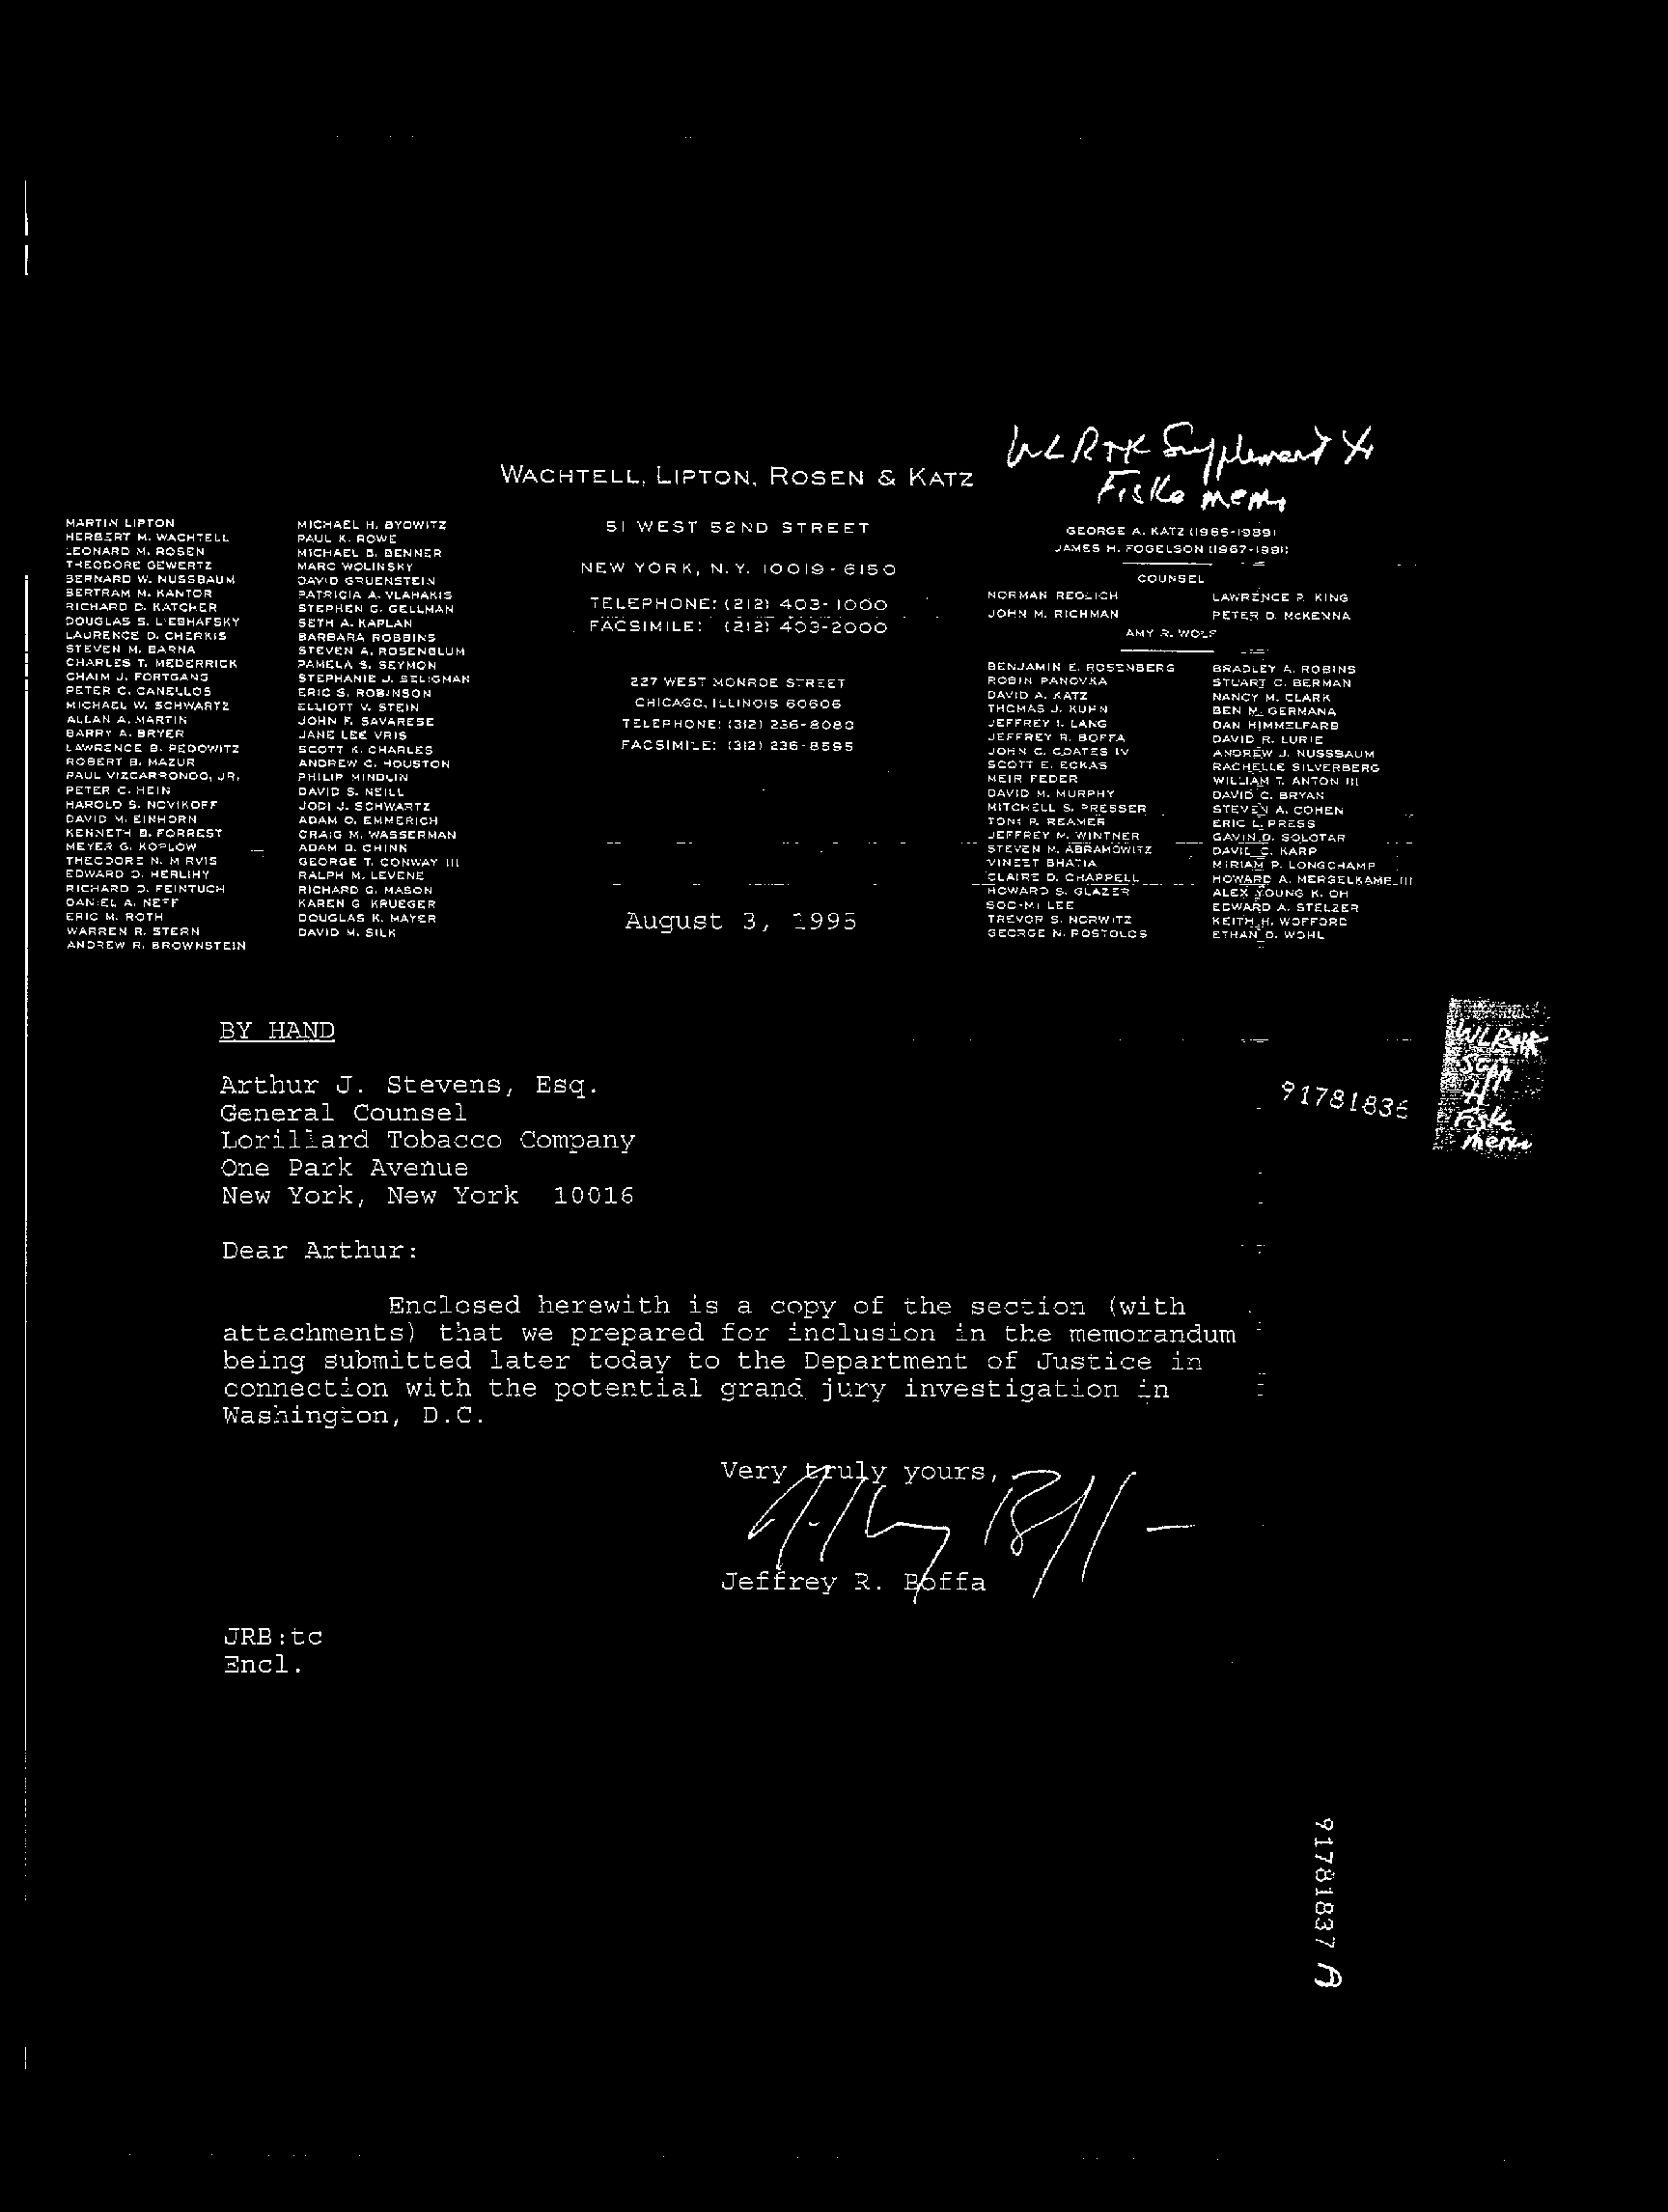 WLR+K Supplement to
Fiske memo
WACHTELL, LIPTON, ROSEN & KATZ
MARTIN LIPTON
HERBERT M. WACHTELL
LEONARD M. ROSEN
THEODORE GEWERTZ
BERNARD W. NUSSBAUM
BERTRAM M. KANTOR
RICHARD D. KATCHER
DOUGLAS S. LIEBHAFSKY
LAURENCE D. CHERKIS
STEVEN M. BARNA
CHARLES T. MEDERRICK
CHAIM J. FORTGANG
PETER C. CANELLOS
MICHAEL W. SCHWARTZ
ALLAN A. MARTIN
BARRY A. BRYER
LAWRENCE B. PEDOWITZ
ROBERT B. MAZUR
PAUL VIZCARRONDO, JR.
PETER C. HEIN
HAROLD S. NOVIKOFF
DAVID M. EINHORN
KENNETH B. FORREST
MEYER G. KOPLOW
THEODORE N. MIRVIS
EDWARD D. HERLIHY
RICHARD D. FEINTUCH
DANIEL A. NEFF
ERIC M. ROTH
WARREN R. STERN
ANDREW R. BROWNSTEIN
MICHAEL H. BYOWITZ
PAUL K. ROWE
MICHAEL B. BENNER
MARC WOLINSKY
DAVID GRUENSTEIN
PATRICIA A. VLAHAKIS
STEPHEN G. GELLMAN
SETH A. KAPLAN
BARBARA ROBBINS
STEVEN A. ROSENBLUM
PAMELA S. SEYMON
STEPHANIE J. SELIGMAN
ERIC S. ROBINSON
ELLIOTT V. STEIN
JOHN F. SAVARESE
JANE LEE VRIS
SCOTT K. CHARLES
ANDREW C. HOUSTON
PHILIP MINDLIN
DAVID S. NEILL
JODI J. SCHWARTZ
ADAM O. EMMERICH
CRAIG M. WASSERMAN
ADAM D. CHINN
GEORGE T. CONWAY III
RALPH M. LEVENE
RICHARD G. MASON
KAREN G KRUEGER
DOUGLAS K. MAYER
DAVID M. SILK
51 WEST 52ND STREET
NEW YORK, N.Y. 10019-6150
TELEPHONE: (212) 403-1000
FACSIMILE: (212) 403-2000
227 WEST MONROE STREET
CHICAGO, ILLINOIS 60606
TELEPHONE: (312) 236-8080
FACSIMILE: (312) 236-8595
August 3, 1995
GEORGE A. KATZ (1965-1989)
JAMES H. FOGELSON (1967-1991)
COUNSEL
NORMAN REDLICH
JOHN M. RICHMAN
LAWRENCE P. KING
PETER D. McKENNA
AMY R. WOLF
BENJAMIN E. ROSENBERG
ROBIN PANOVKA
DAVID A. KATZ
THOMAS J. KUHN
JEFFREY I. LANG
JEFFREY R. BOFFA
JOHN C. COATES IV
SCOTT E. ECKAS
MEIR FEDER
DAVID M. MURPHY
MITCHELL S. PRESSER
TONI P. REAMER
JEFFREY M. WINTNER
STEVEN M. ABRAMOWITZ
VINEET BHATIA
CLAIRE D. CHAPPELL
HOWARD S. GLAZER
SOO-MI LEE
TREVOR S. NORWITZ
GEORGE N. POSTOLOS
BRADLEY A. ROBINS
STUART C. BERMAN
NANCY M. CLARK
BEN M. GERMANA
DAN HIMMELFARB
DAVID R. LURIE
ANDREW J. NUSSBAUM
RACHELLE SILVERBERG
WILLIAM T. ANTON III
DAVID C. BRYAN
STEVEN A. COHEN
ERIC L. PRESS
GAVIN D. SOLOTAR
DAVID C. KARP
MIRIAM P. LONGCHAMP
HOWARD A. MERGELKAMP III
ALEX YOUNG K. OH
EDWARD A. STELZER
KEITH H. WOFFORD
ETHAN D. WOHL
BY HAND
Arthur J. Stevens, Esq.
General Counsel
Lorillard Tobacco Company
One Park Avenue
New York, New York 10016
91781836
WLR+K
Supp
to
Fiske
memo
Dear Arthur:
Enclosed herewith is a copy of the section (with
attachments) that we prepared for inclusion in the memorandum
being submitted later today to the Department of Justice in
connection with the potential grand jury investigation in
Washington, D.C.
Very truly yours,
Jeffrey R. Boffa
JRB:tc
Encl.
91781837 A